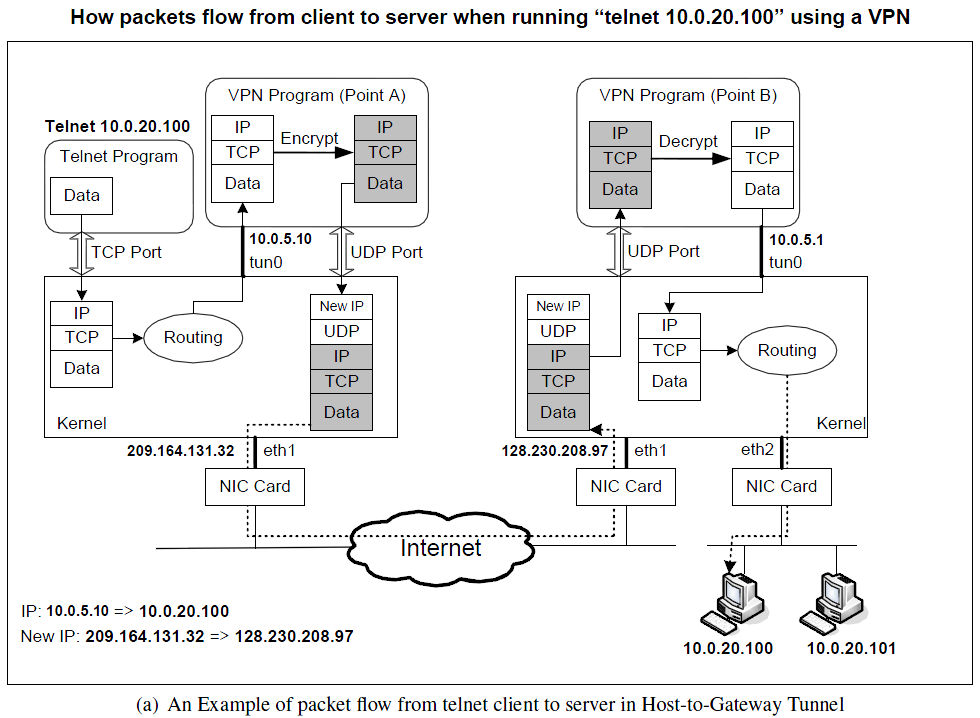 How packets flow from client to server when running “telnet 10.0.20.100” using a VPN
Telnet 10.0.20.100
Telnet Program
Data
TCP Port
VPN Program (Point A)
IP
TCP
Data
Encrypt
IP
TCP
Data
10.0.5.10
tun0
UDP Port
IP
TCP
Data
Routing
New IP
UDP
IP
TCP
Data
Kernel
209.164.131.32
eth1
NIC Card
VPN Program (Point B)
IP
TCP
Data
Decrypt
IP
TCP
Data
UDP Port
10.0.5.1
tun0
New IP
UDP
IP
TCP
Data
IP
TCP
Data
Routing
Kernel
128.230.208.97
eth1
eth2
NIC Card
NIC Card
Internet
10.0.20.100
10.0.20.101
IP: 10.0.5.10 => 10.0.20.100
New IP: 209.164.131.32 => 128.230.208.97
(a) An Example of packet flow from telnet client to server in Host-to-Gateway Tunnel